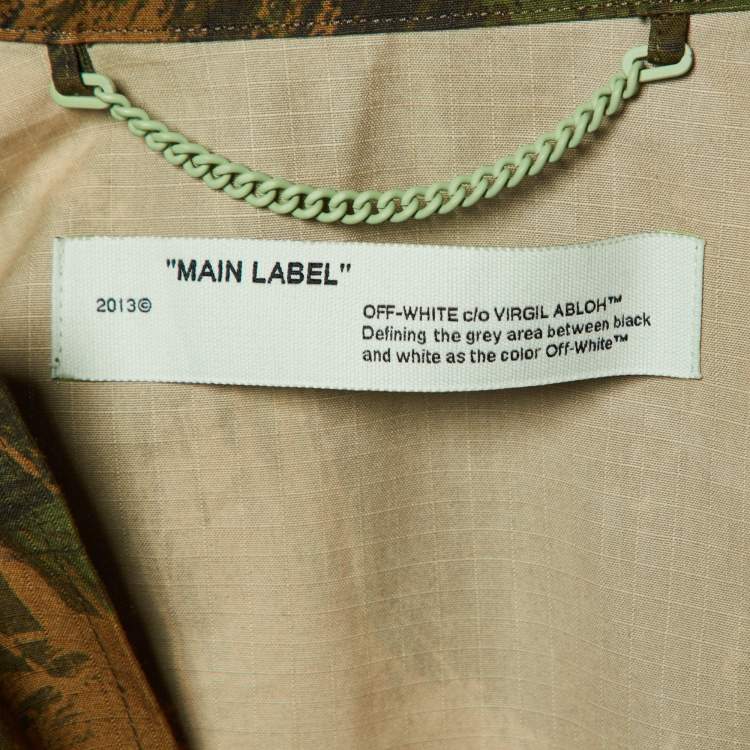 "MAIN LABEL"
2013©
OFF-WHITE c/o VIRGIL ABLOH™
Defining the grey area between black
and white as the color Off-White™